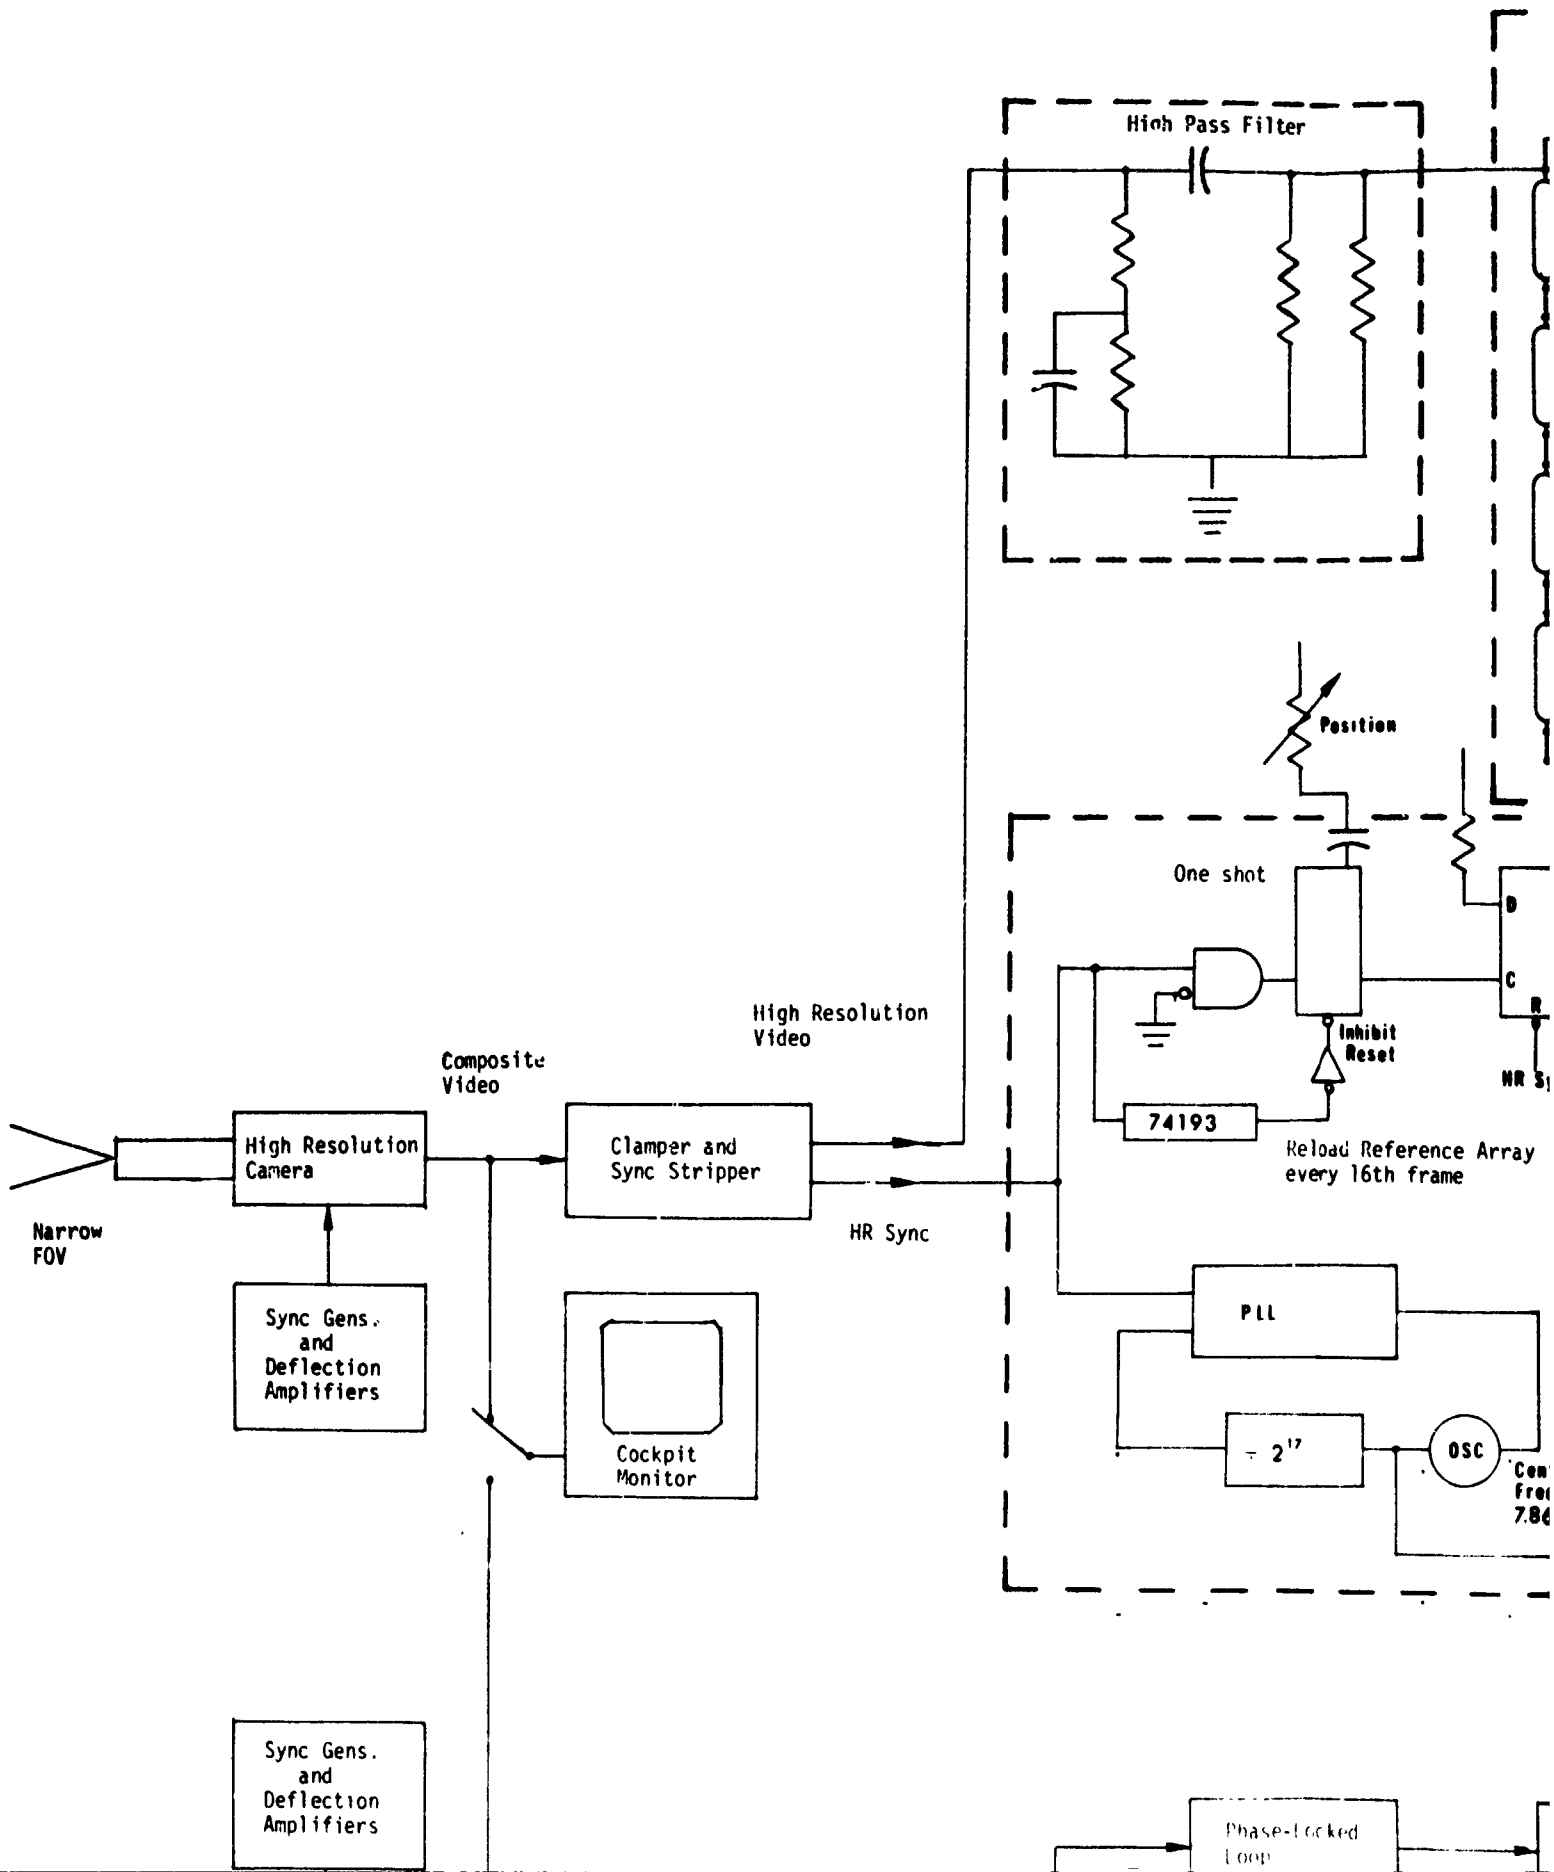 High Pass Filter
Position
One shot
D
C
R
Inhibit
Reset
74193
Reload Reference Array
every 16th frame
High Resolution
Video
Composite
Video
High Resolution
Camera
Clamper and
Sync Stripper
Narrow
FOV
HR Sync
HR
Sync Gens.
and
Deflection
Amplifiers
Cockpit
Monitor
PLL
÷ 2¹⁷
OSC
Sync Gens.
and
Deflection
Amplifiers
Phase-Locked
Loop